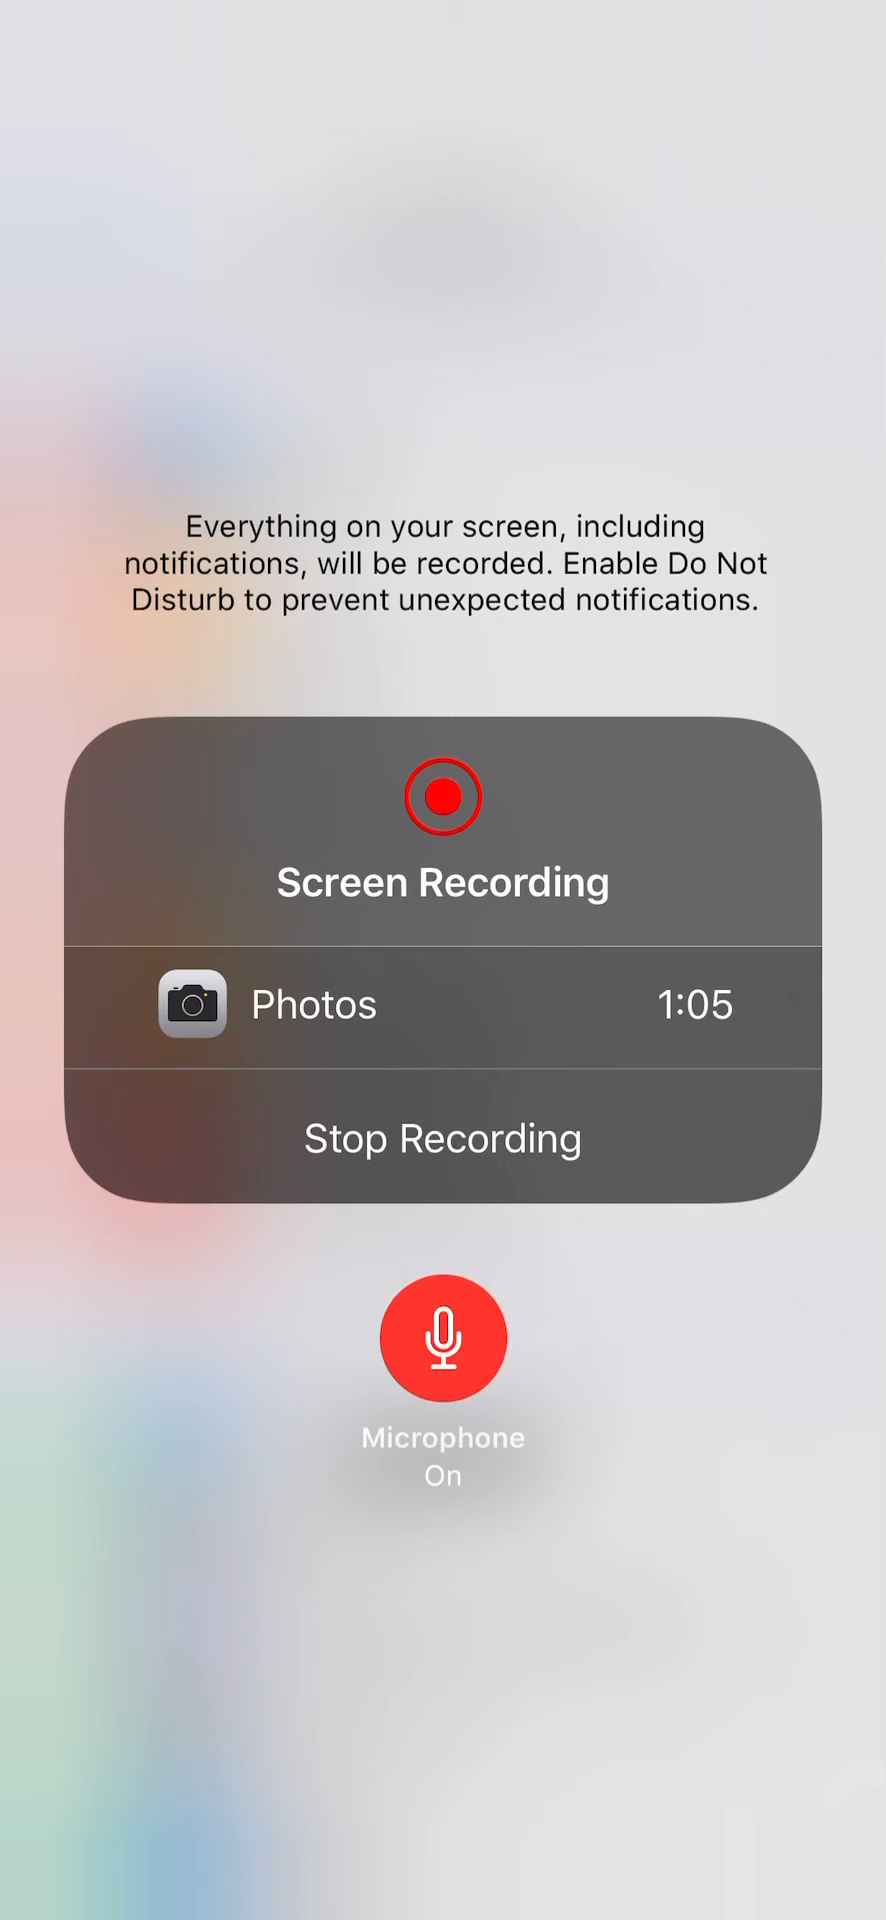 Everything on your screen, including
notifications, will be recorded. Enable Do Not
Disturb to prevent unexpected notifications.
Screen Recording
Photos 1:05
Stop Recording
Microphone
On